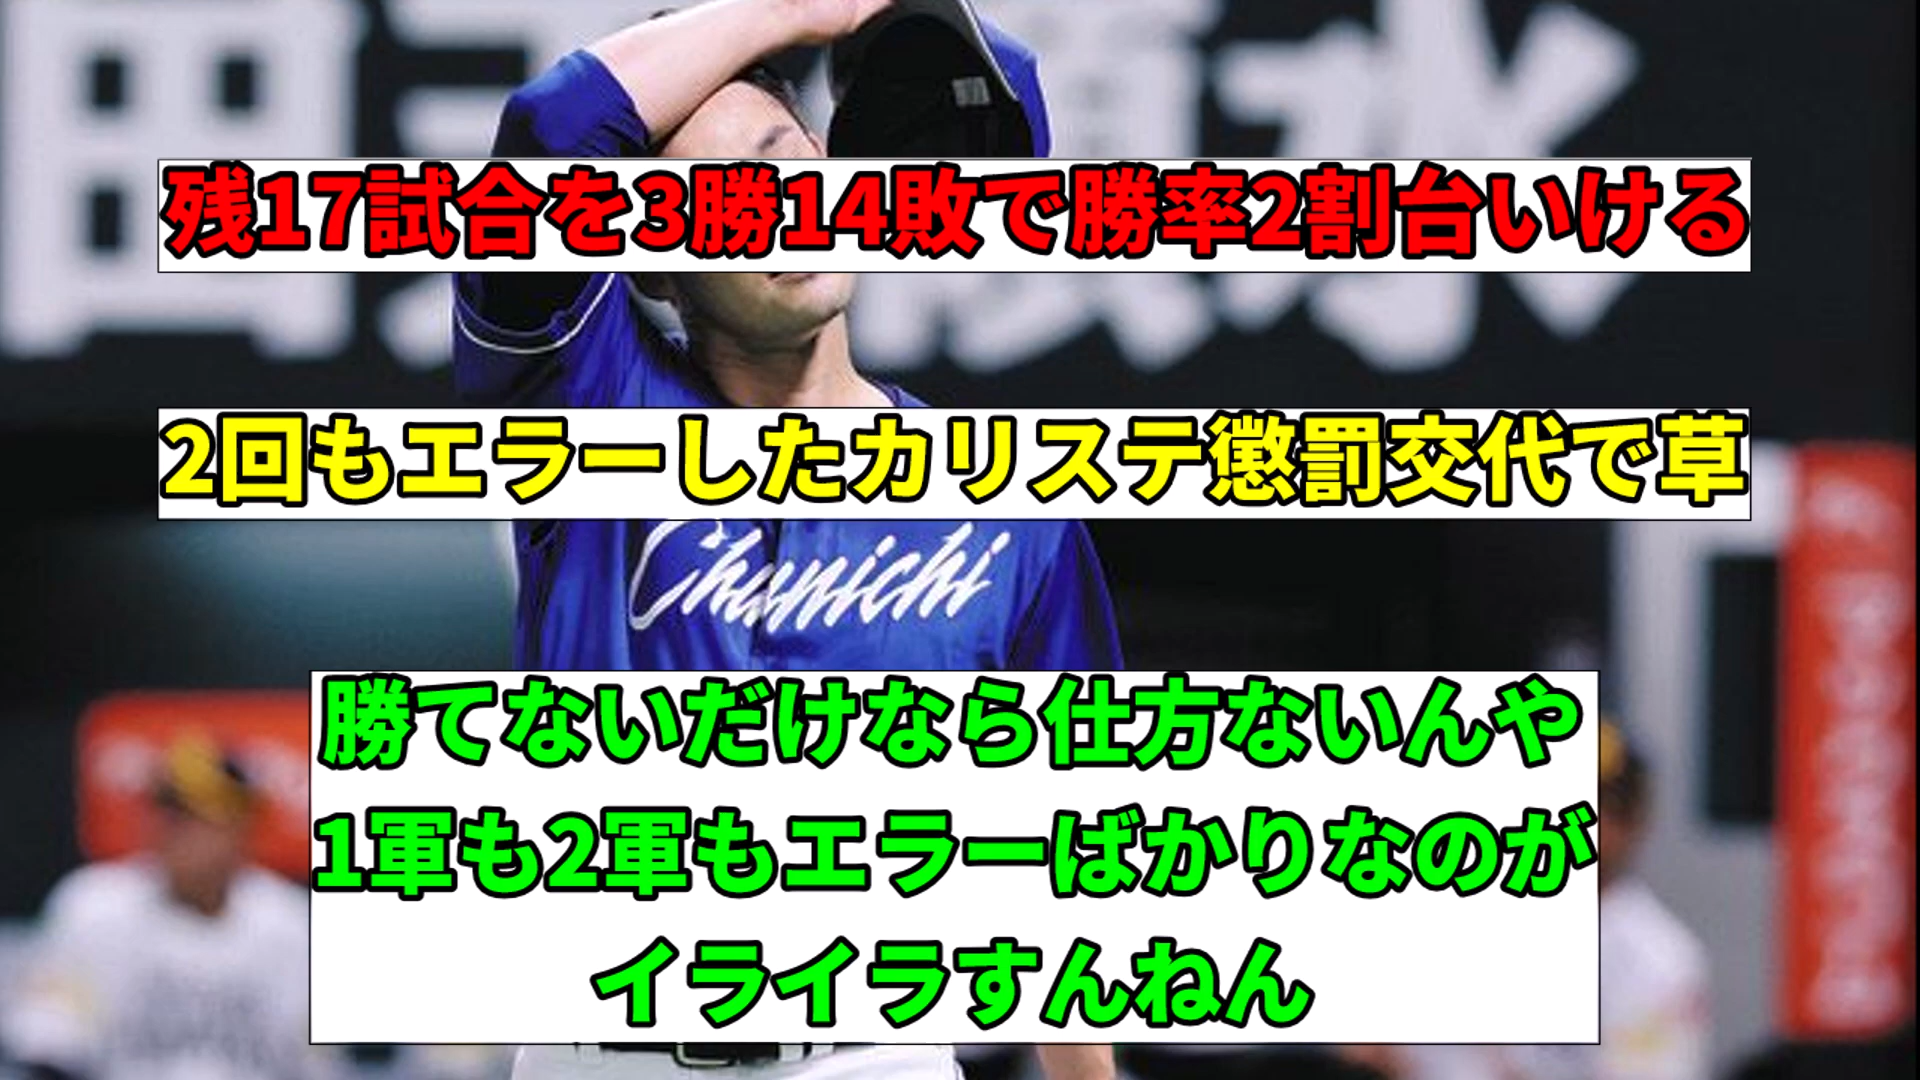 残17試合を3勝14敗で勝率2割台いける
2回もエラーしたカリステ懲罰交代で草
Chunichi
勝てないだけなら仕方ないんや
1軍も2軍もエラーばかりなのが
イライラすんねん